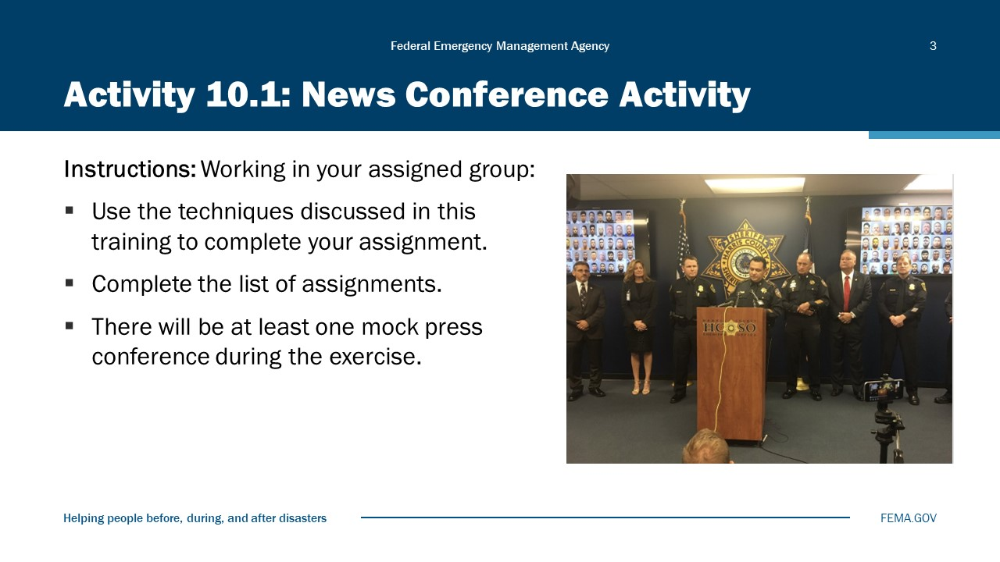 Federal Emergency Management Agency
3
Activity 10.1: News Conference Activity
Instructions: Working in your assigned group:
▪ Use the techniques discussed in this
training to complete your assignment.
▪ Complete the list of assignments.
▪ There will be at least one mock press
conference during the exercise.
SHERIFF
HARRIS COUNTY
HCSO
Helping people before, during, and after disasters
FEMA.GOV